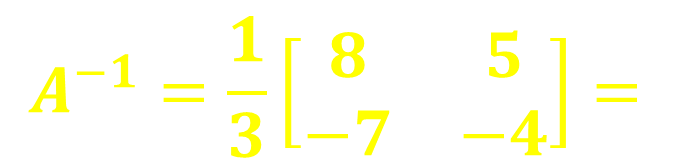 A⁻¹ = 1/3 [ 8 5
-7 -4 ] =